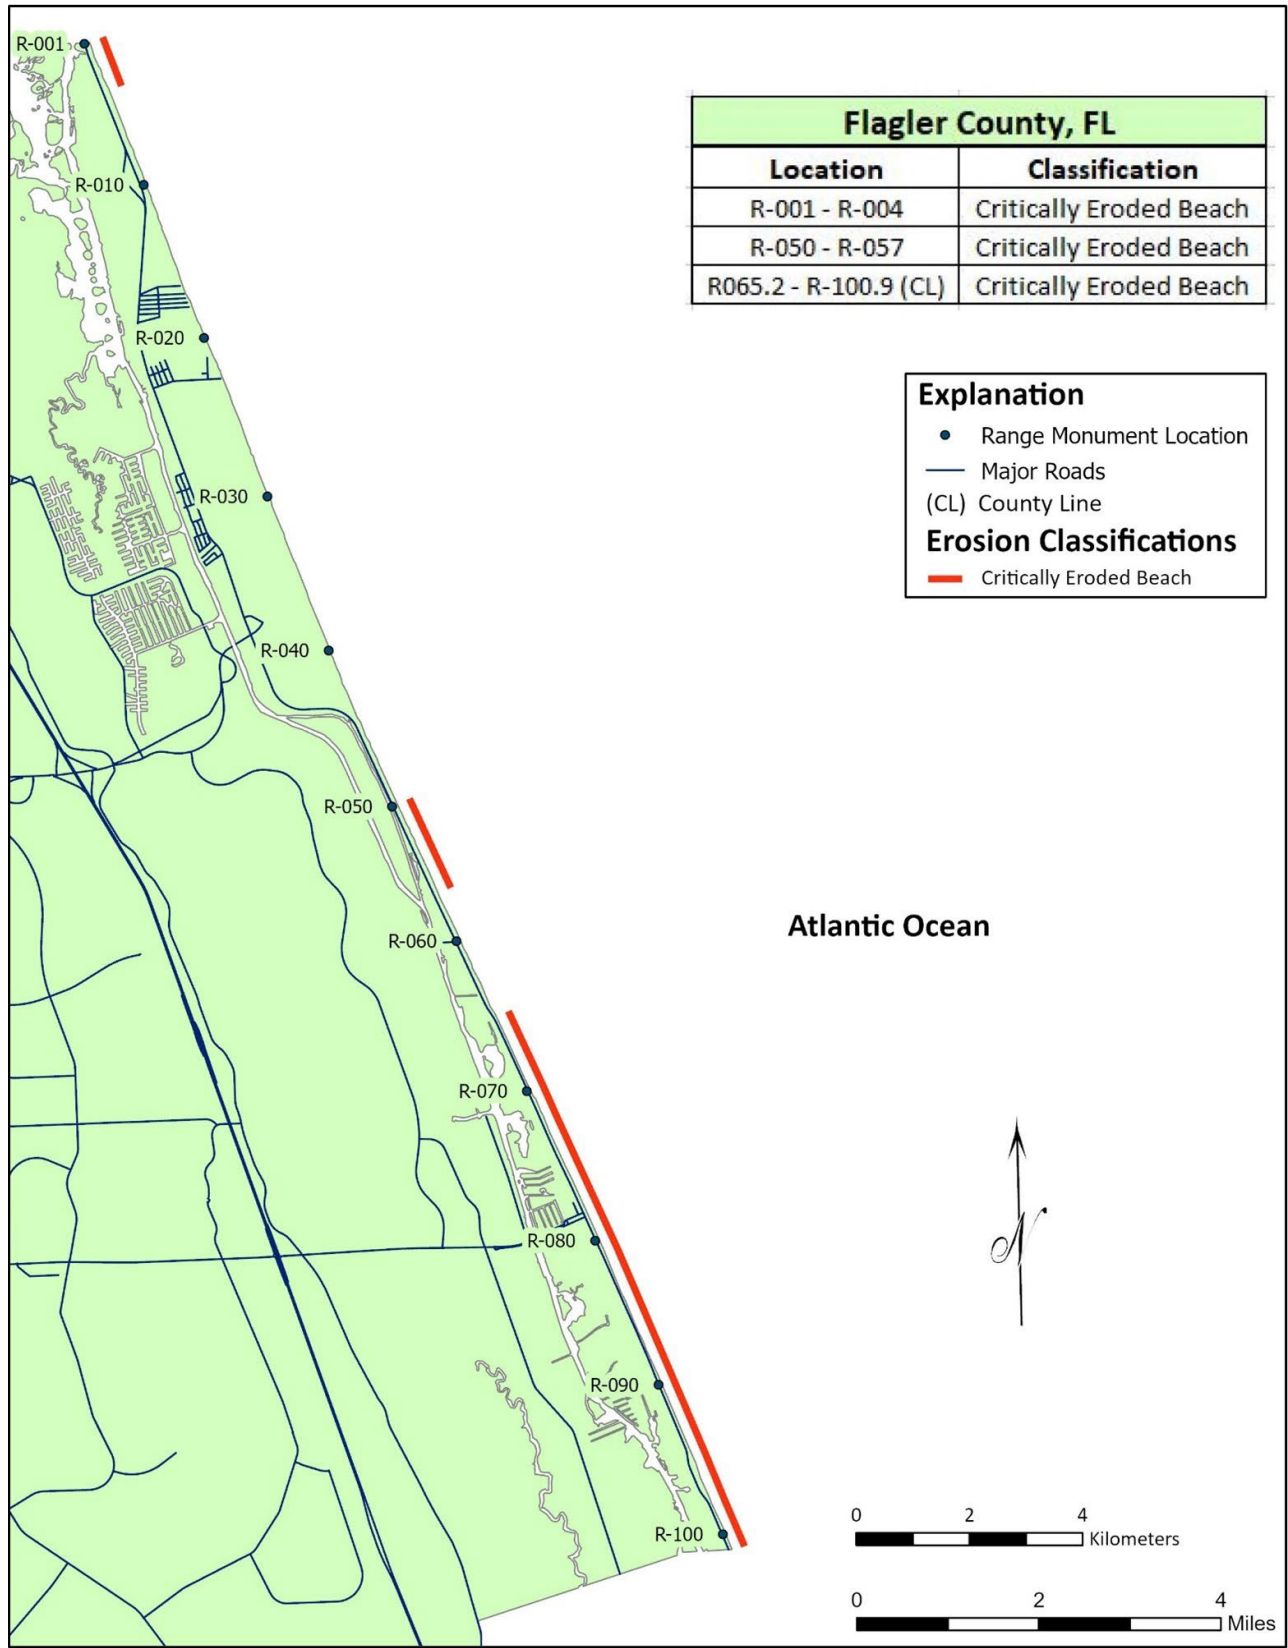 R-001
Flagler County, FL
Location Classification
R-001 - R-004 Critically Eroded Beach
R-050 - R-057 Critically Eroded Beach
R065.2 - R-100.9 (CL) Critically Eroded Beach
R-010
R-020
Explanation
Range Monument Location
Major Roads
(CL) County Line
Erosion Classifications
Critically Eroded Beach
R-030
R-040
R-050
Atlantic Ocean
R-060
R-070
N
R-080
R-090
R-100
0 2 4
Kilometers
0 2 4
Miles